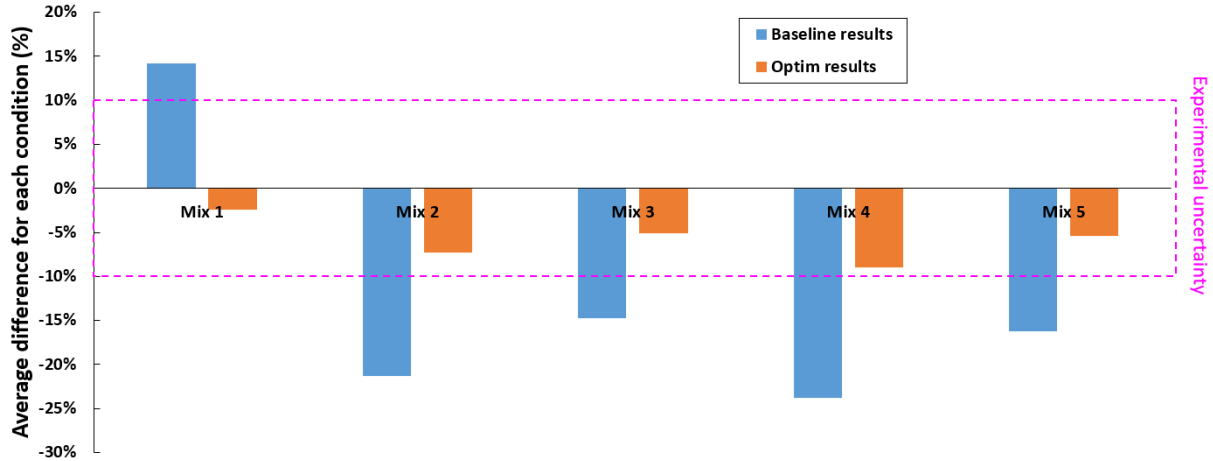 20%
15%
10%
5%
0%
-5%
-10%
-15%
-20%
-25%
-30%
Average difference for each condition (%)
Baseline results
Optim results
Mix 1
Mix 2
Mix 3
Mix 4
Mix 5
Experimental uncertainty